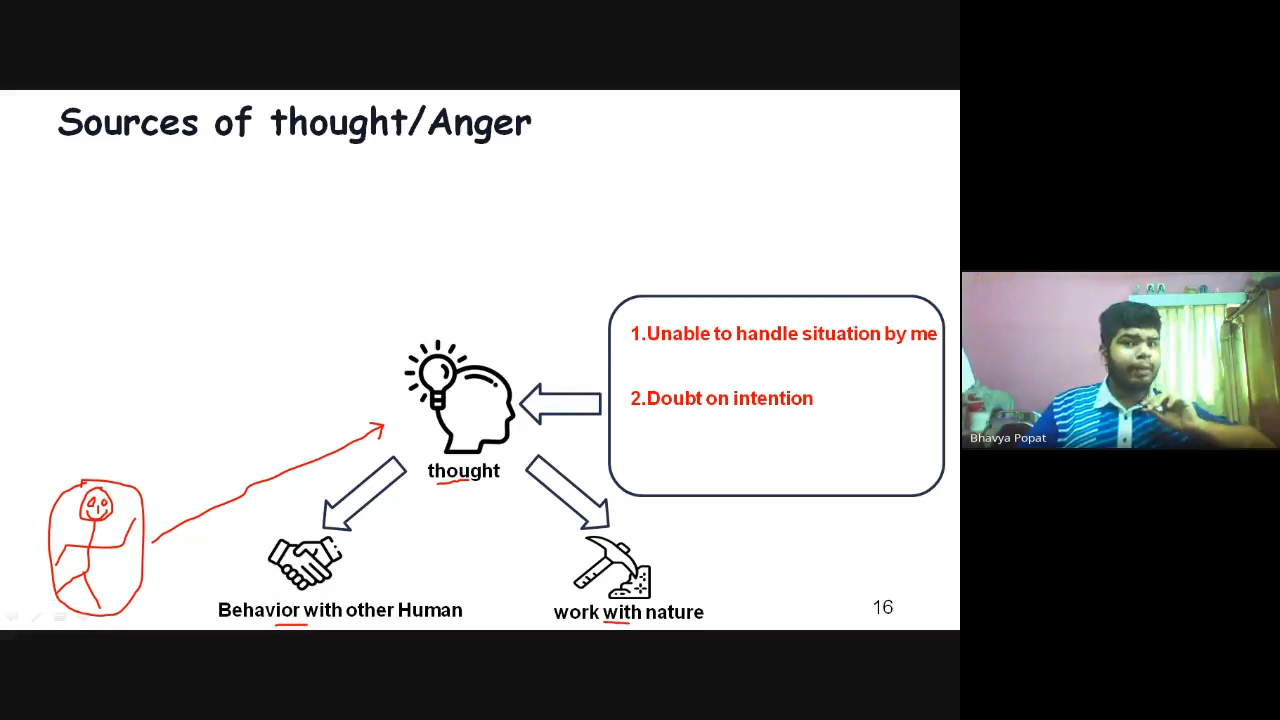 Sources of thought/Anger
1.Unable to handle situation by me
2.Doubt on intention
Bhavya Popat
thought
Behavior with other Human
work with nature
16